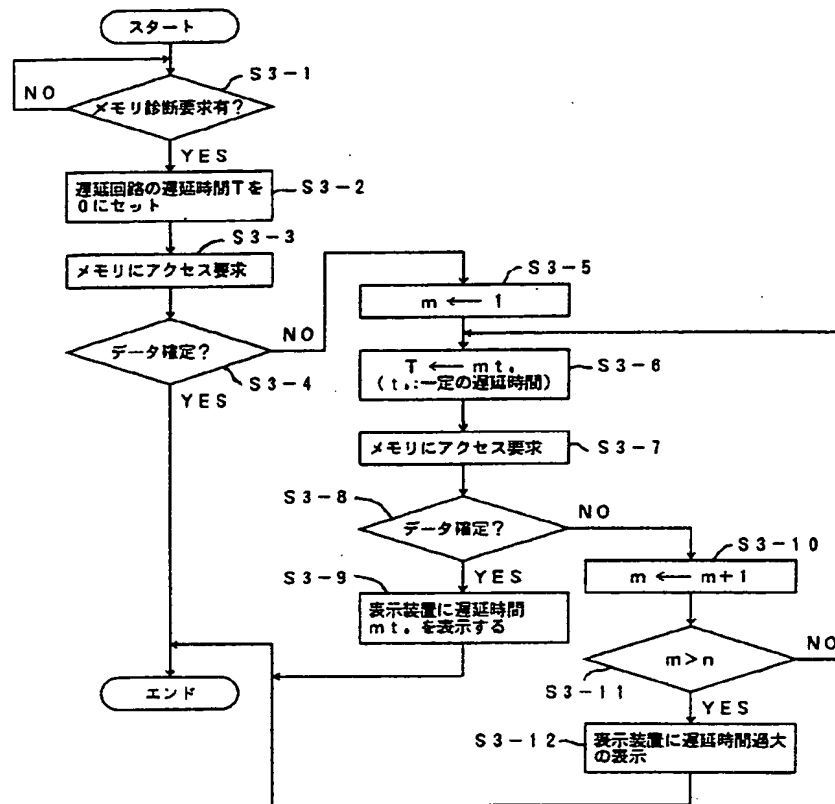 スタート
S3-1
NO
メモリ診断要求有?
YES
遅延回路の遅延時間Tを
0にセット
S3-2
S3-3
メモリにアクセス要求
データ確定?
NO
S3-4
YES
S3-5
m ← 1
T ← mt。
(t。:一定の遅延時間)
S3-6
メモリにアクセス要求
S3-7
S3-8
データ確定?
NO
YES
S3-9
表示装置に遅延時間
mt。を表示する
S3-10
m ← m+1
m>n
NO
S3-11
YES
S3-12
表示装置に遅延時間過大
の表示
エンド